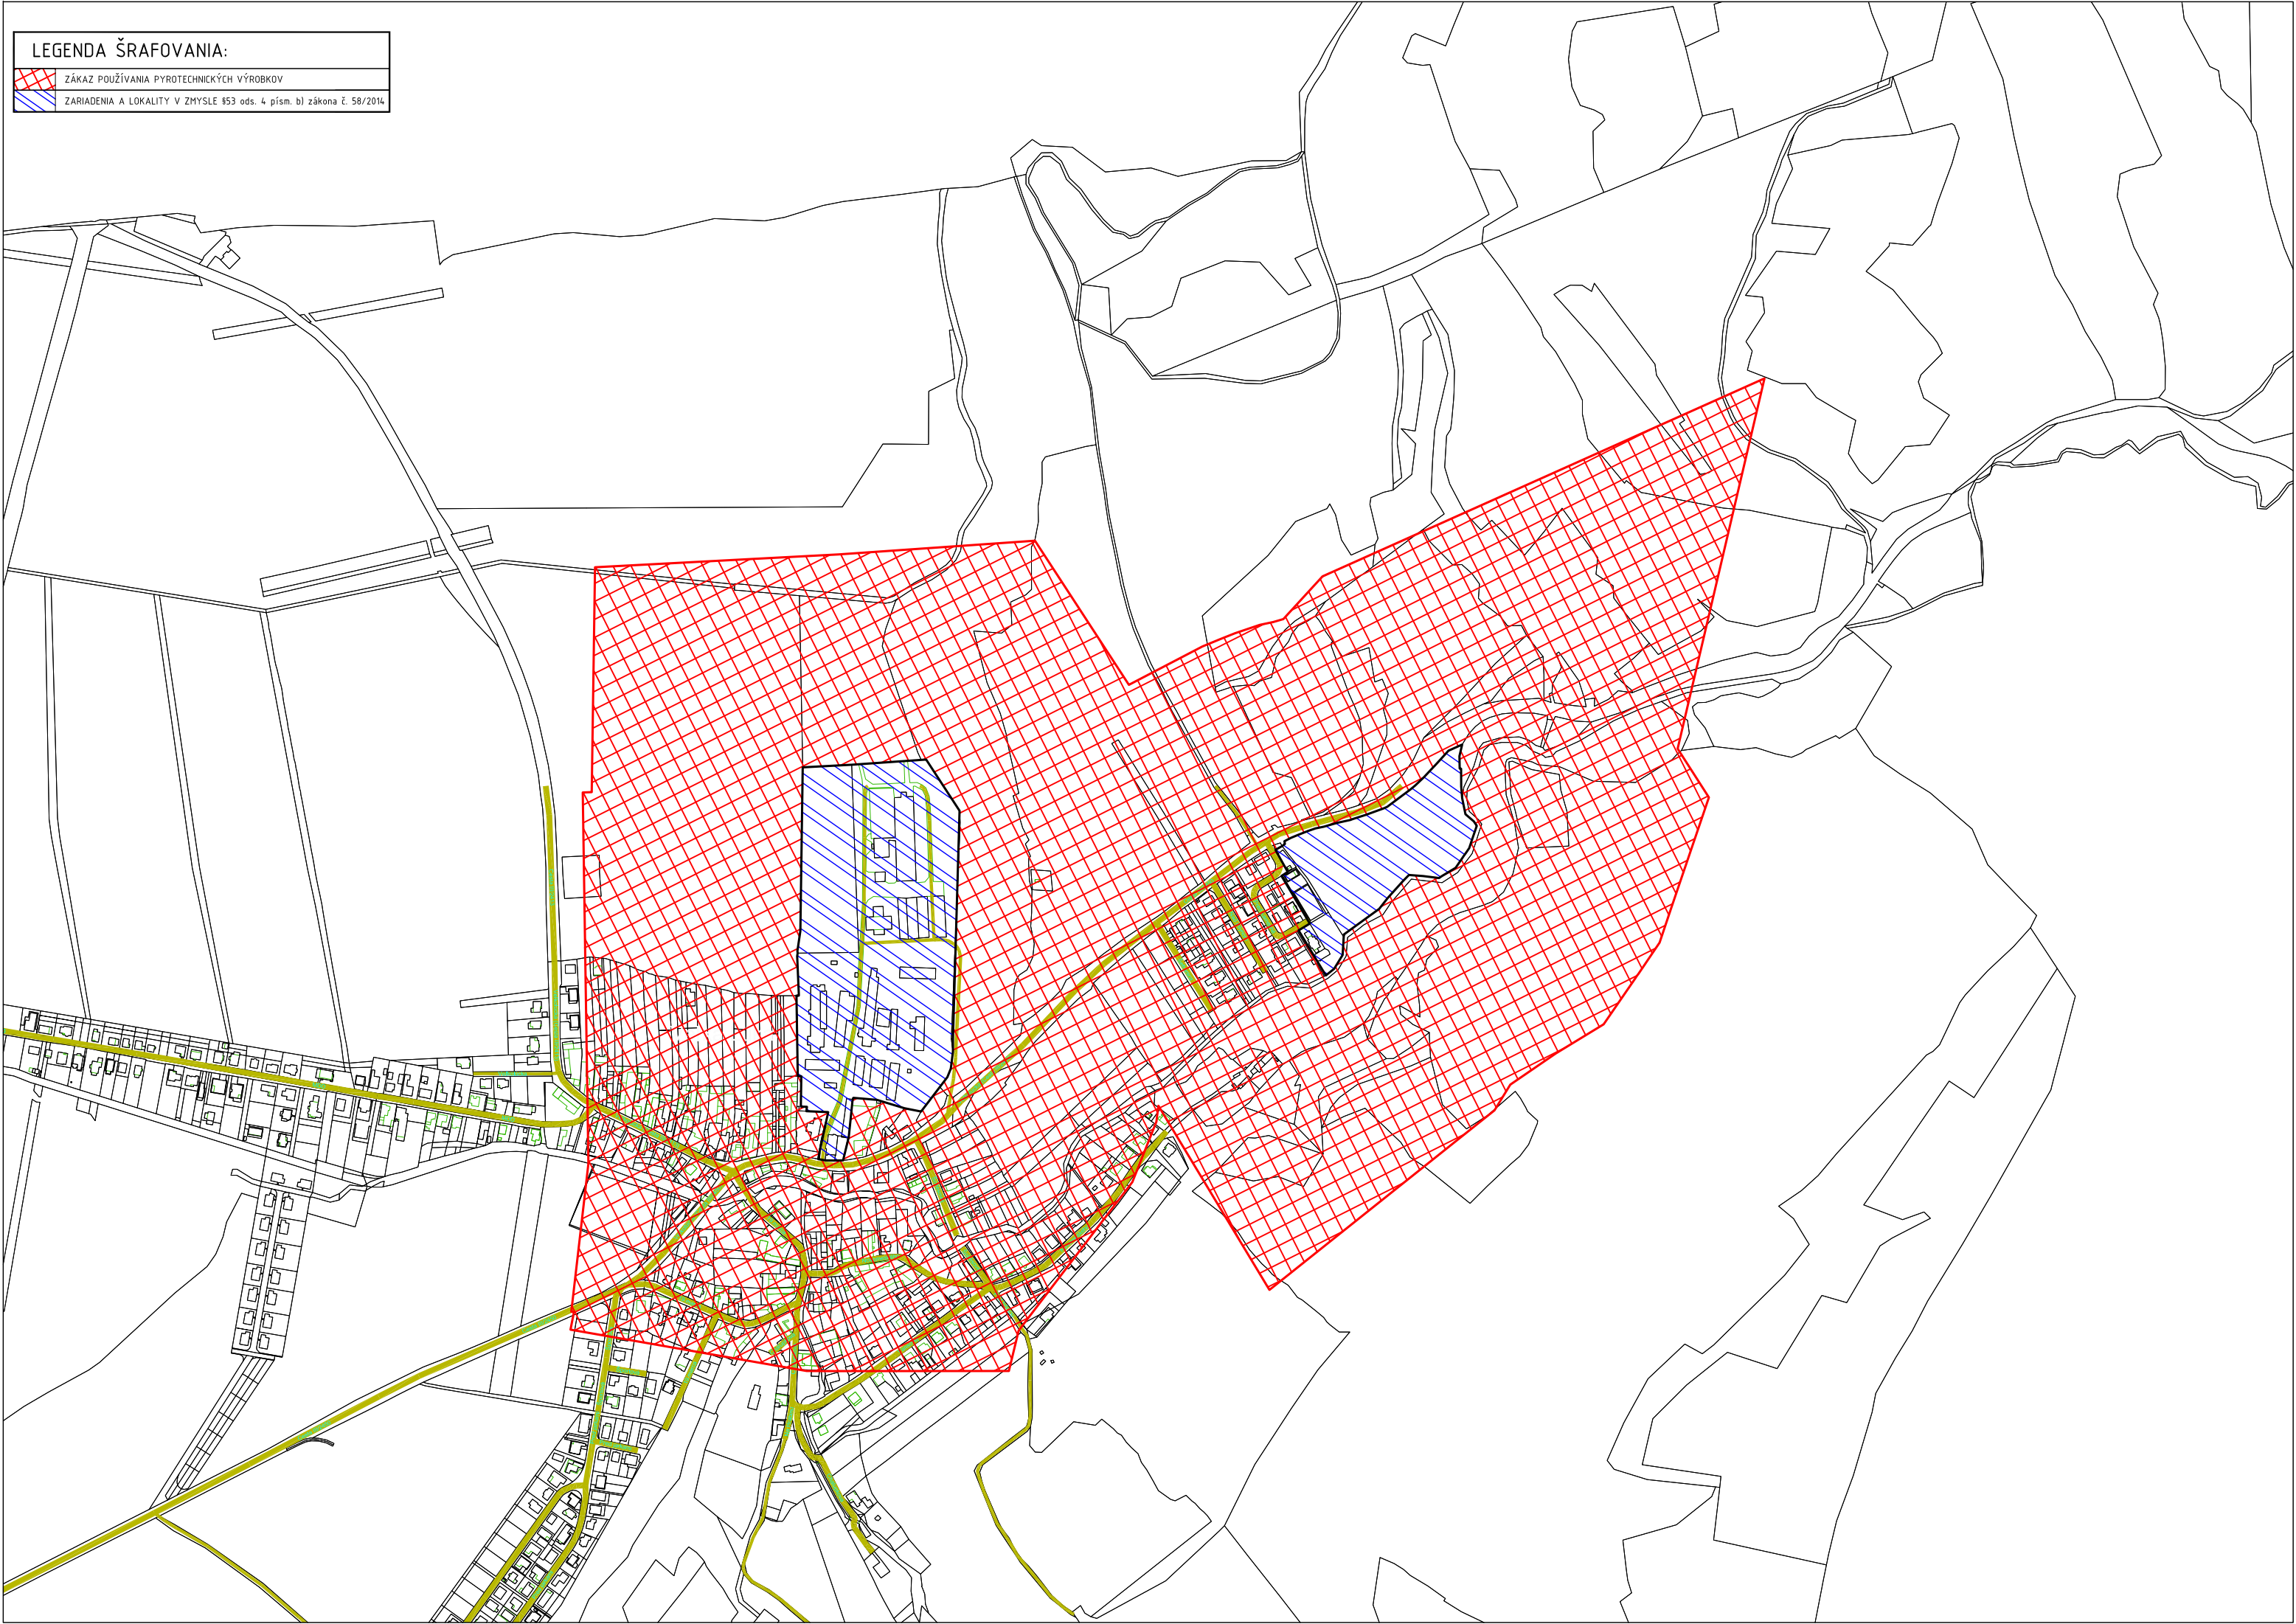 LEGENDA ŠRAFOVANIA:
ZÁKAZ POUŽÍVANIA PYROTECHNICKÝCH VÝROBKOV
ZARIADENIA A LOKALITY V ZMYSLE §53 ods. 4 písm. b) zákona č. 58/2014